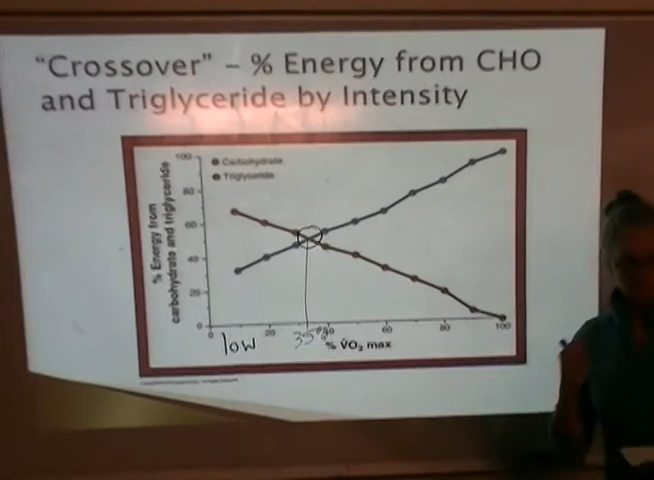 “Crossover” – % Energy from CHO
and Triglyceride by Intensity
% Energy from
carbohydrate and triglyceride
100
80
60
40
20
0
Carbohydrate
Triglyceride
0 20 40 60 80 100
low 35%
% V̇O₂ max